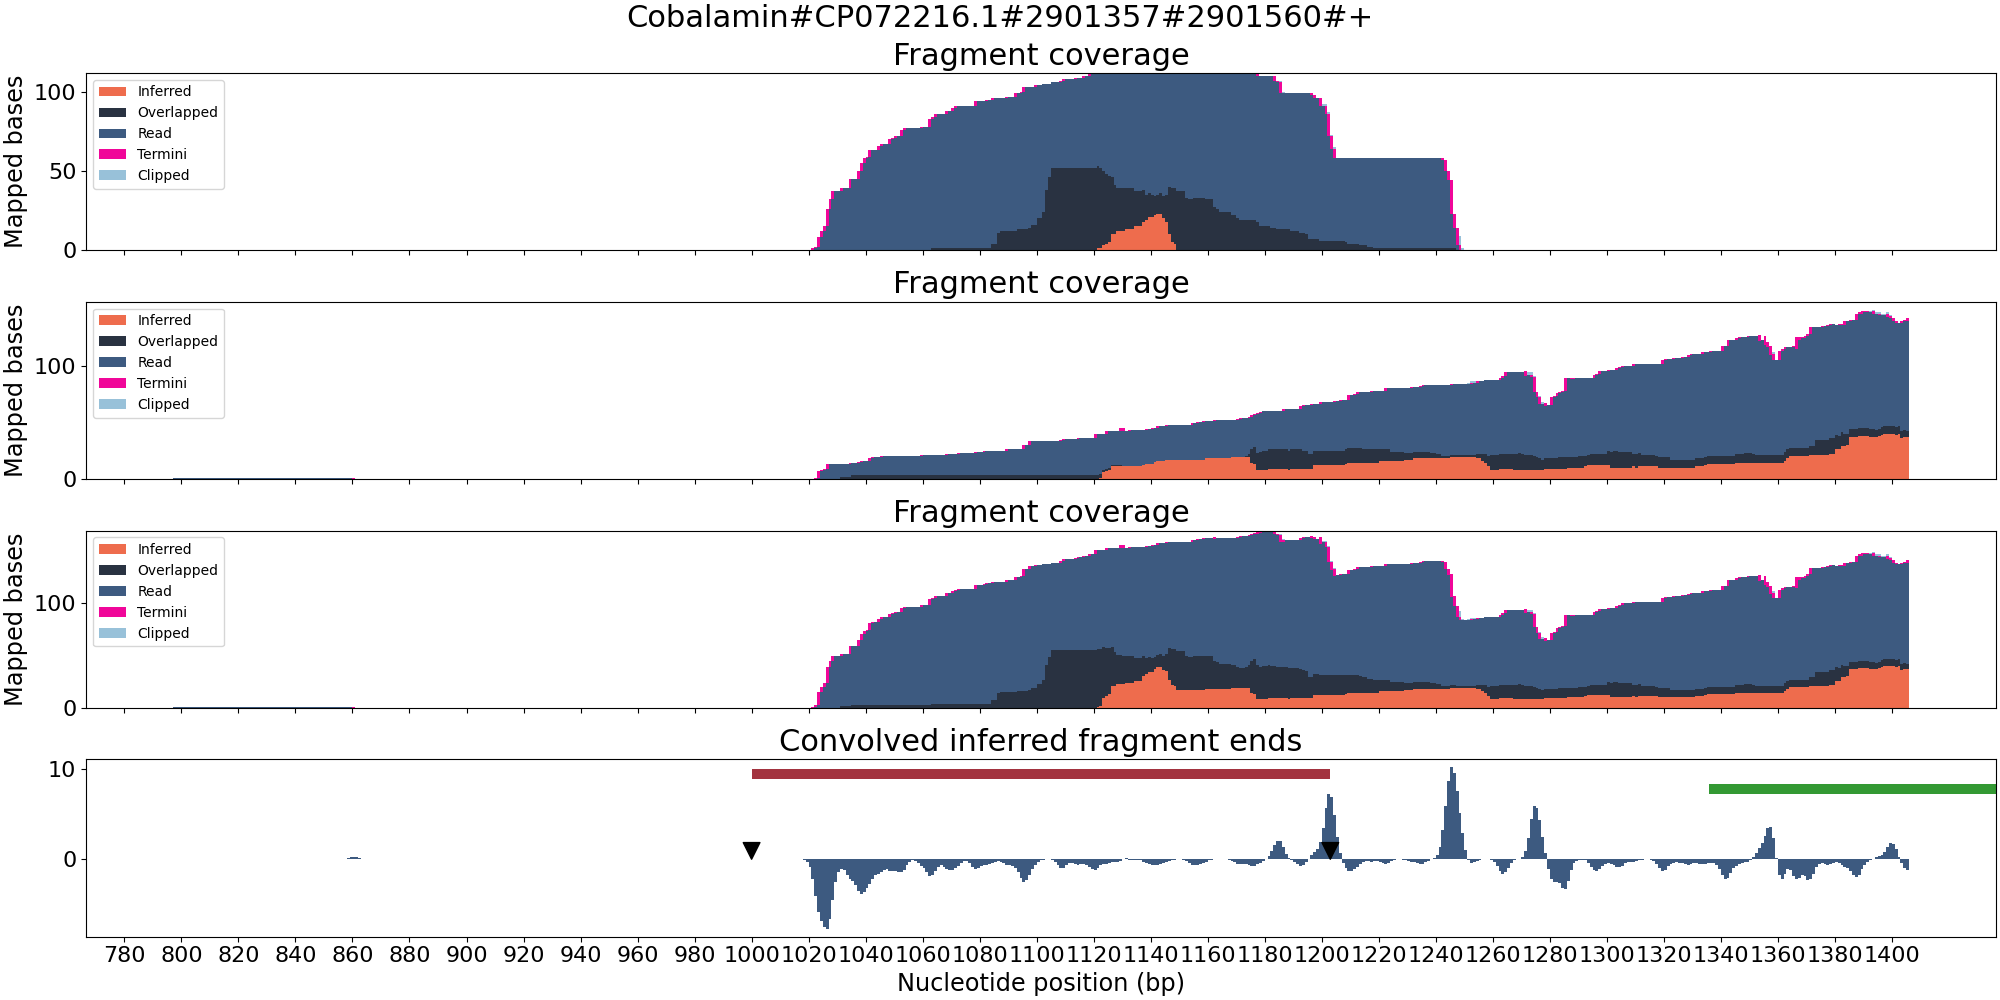 Cobalamin#CP072216.1#2901357#2901560#+
Fragment coverage
Mapped bases
100
50
0
Inferred
Overlapped
Read
Termini
Clipped
Fragment coverage
Mapped bases
100
0
Inferred
Overlapped
Read
Termini
Clipped
Fragment coverage
Mapped bases
100
0
Inferred
Overlapped
Read
Termini
Clipped
Convolved inferred fragment ends
10
0
780 800 820 840 860 880 900 920 940 960 980 1000 1020 1040 1060 1080 1100 1120 1140 1160 1180 1200 1220 1240 1260 1280 1300 1320 1340 1360 1380 1400
Nucleotide position (bp)